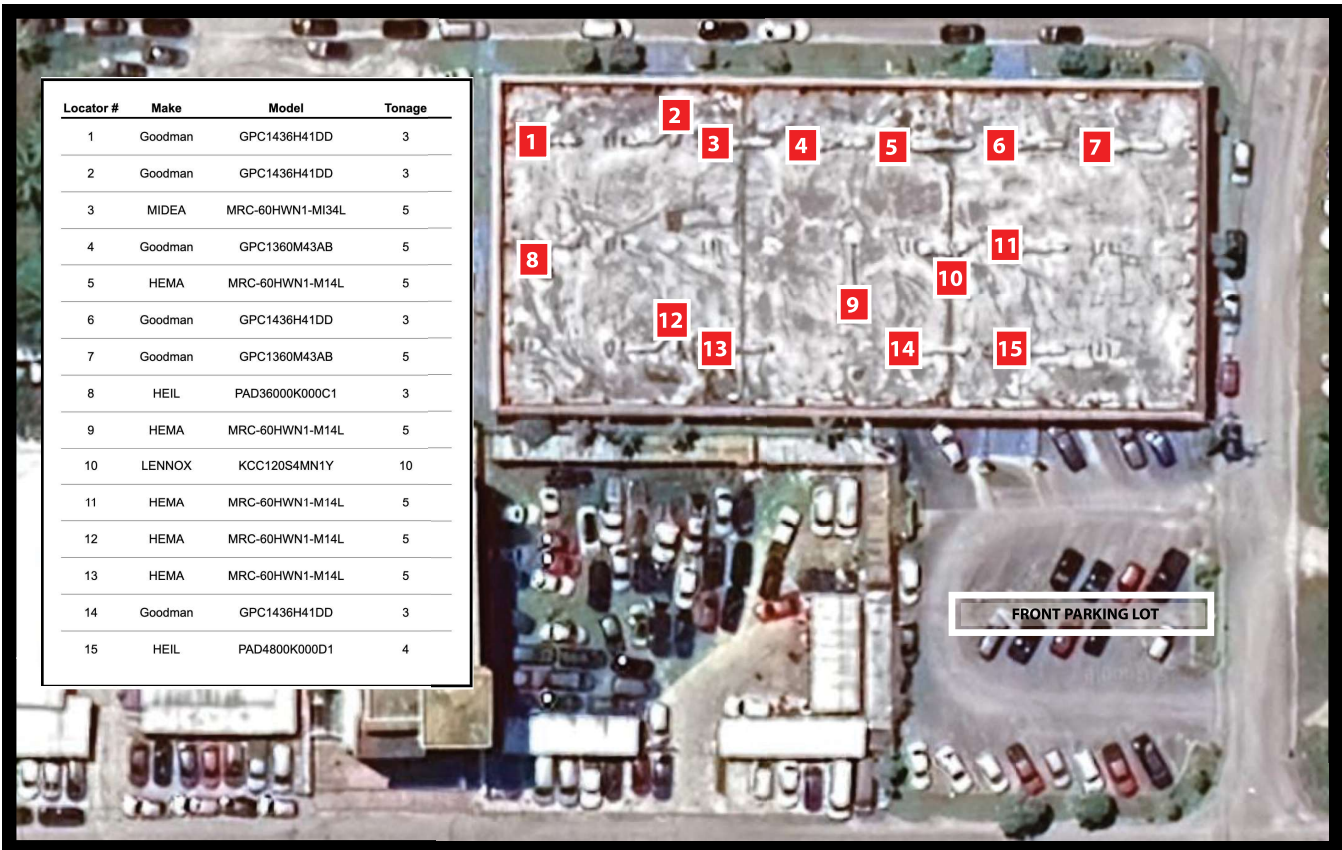 Locator # Make Model Tonage
1 Goodman GPC1436H41DD 3
2 Goodman GPC1436H41DD 3
3 MIDEA MRC-60HWN1-MI34L 5
4 Goodman GPC1360M43AB 5
5 HEMA MRC-60HWN1-M14L 5
6 Goodman GPC1436H41DD 3
7 Goodman GPC1360M43AB 5
8 HEIL PAD36000K000C1 3
9 HEMA MRC-60HWN1-M14L 5
10 LENNOX KCC120S4MN1Y 10
11 HEMA MRC-60HWN1-M14L 5
12 HEMA MRC-60HWN1-M14L 5
13 HEMA MRC-60HWN1-M14L 5
14 Goodman GPC1436H41DD 3
15 HEIL PAD4800K000D1 4
2
1 3 4 5 6 7
8 11
10
9
12
13 14 15
FRONT PARKING LOT